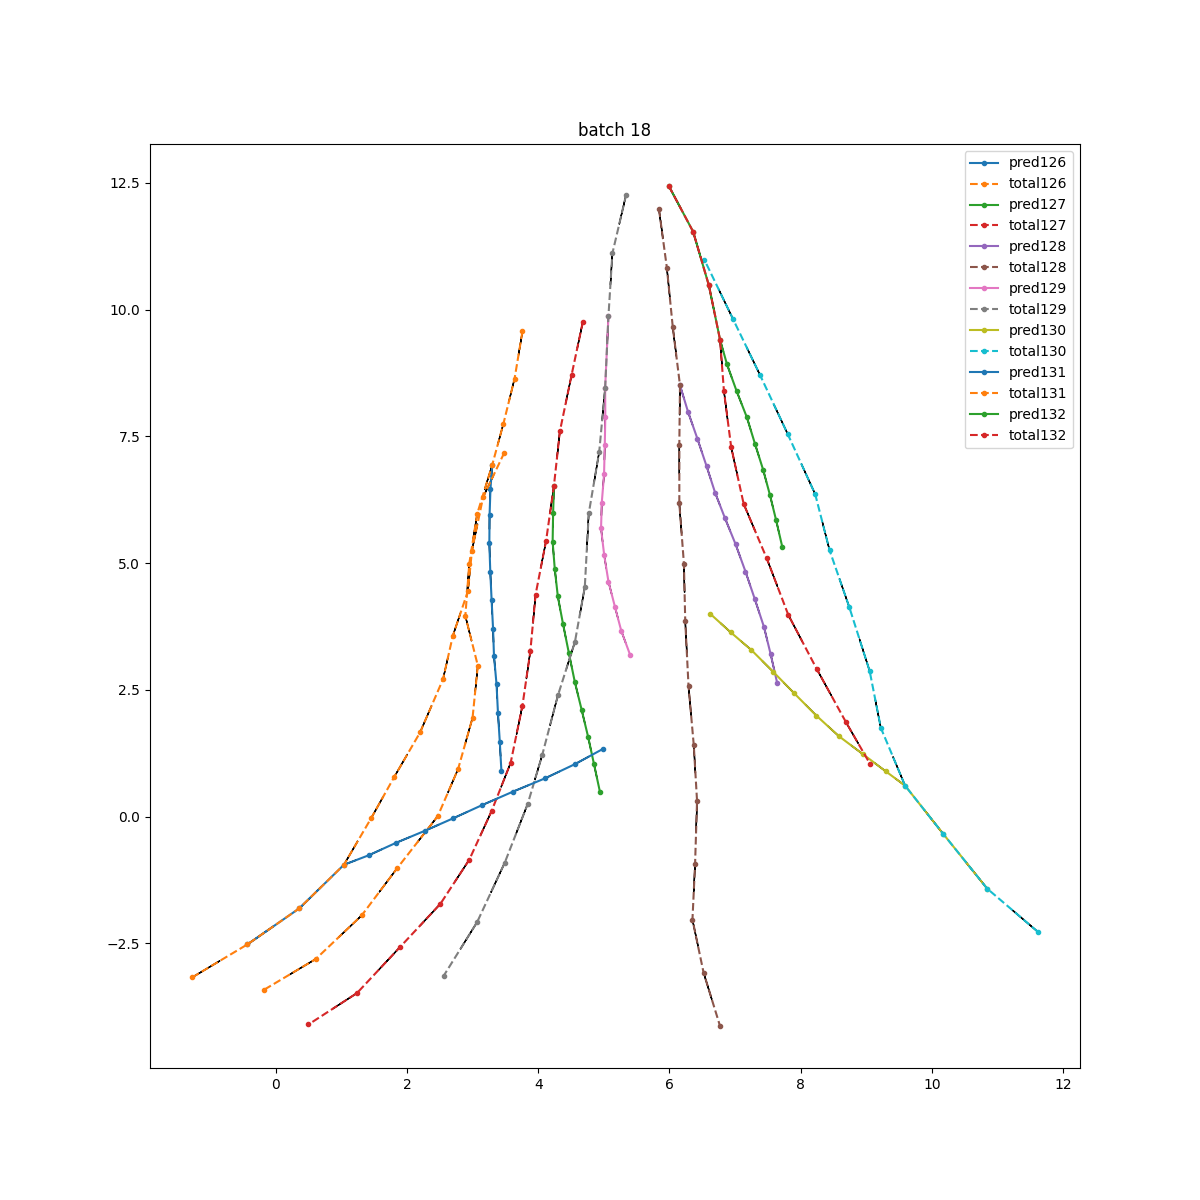 batch 18
pred126
total126
pred127
total127
pred128
total128
pred129
total129
pred130
total130
pred131
total131
pred132
total132
12.5
10.0
7.5
5.0
2.5
0.0
−2.5
0 2 4 6 8 10 12